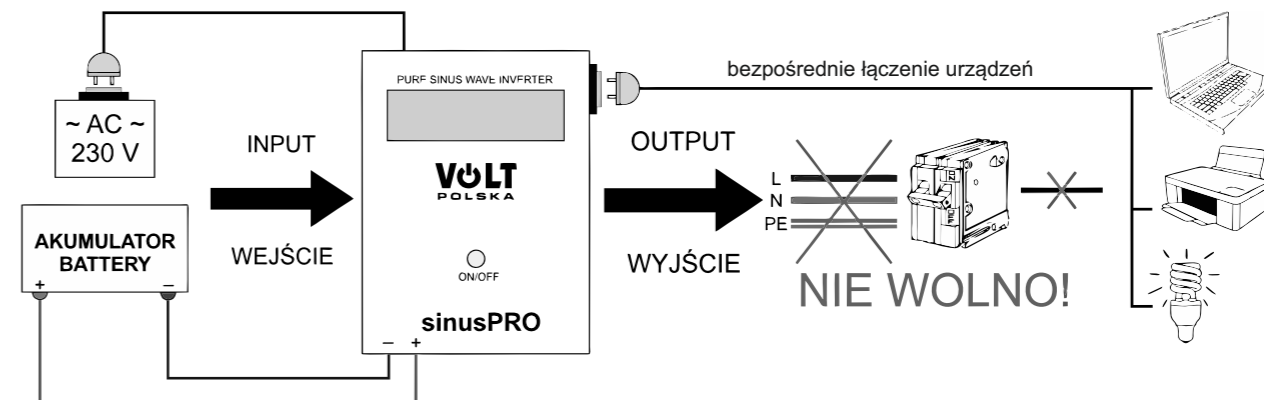 ~ AC ~
230 V
AKUMULATOR
BATTERY
+ −
INPUT
WEJŚCIE
PURE SINUS WAVE INVERTER
VOLT
POLSKA
ON/OFF
sinusPRO
− +
bezpośrednie łączenie urządzeń
OUTPUT
WYJŚCIE
L
N
PE
NIE WOLNO!